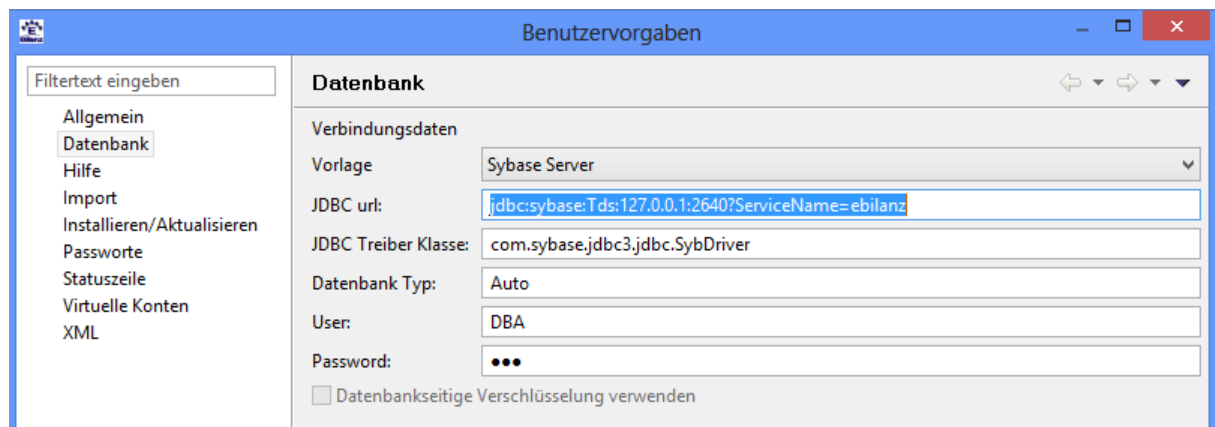 Benutzervorgaben
Filtertext eingeben
Allgemein
Datenbank
Hilfe
Import
Installieren/Aktualisieren
Passworte
Statuszeile
Virtuelle Konten
XML
Datenbank
Verbindungsdaten
Vorlage Sybase Server
JDBC url: jdbc:sybase:Tds:127.0.0.1:2640?ServiceName=ebilanz
JDBC Treiber Klasse: com.sybase.jdbc3.jdbc.SybDriver
Datenbank Typ: Auto
User: DBA
Password: ●●●
Datenbankseitige Verschlüsselung verwenden